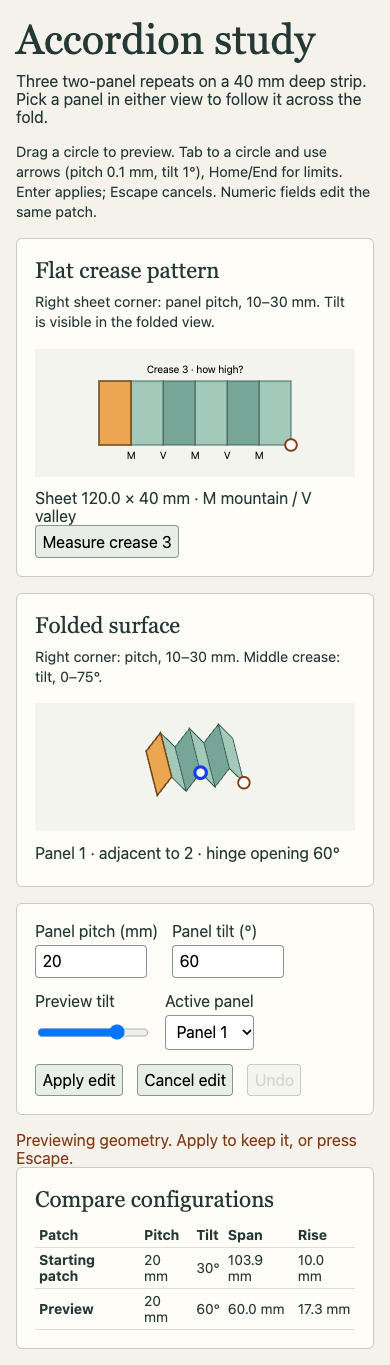 Accordion study
Three two-panel repeats on a 40 mm deep strip.
Pick a panel in either view to follow it across the
fold.
Drag a circle to preview. Tab to a circle and use
arrows (pitch 0.1 mm, tilt 1°), Home/End for limits.
Enter applies; Escape cancels. Numeric fields edit the
same patch.
Flat crease pattern
Right sheet corner: panel pitch, 10–30 mm. Tilt
is visible in the folded view.
Crease 3 · how high?
M V M V M
Sheet 120.0 × 40 mm · M mountain / V
valley
Measure crease 3
Folded surface
Right corner: pitch, 10–30 mm. Middle crease:
tilt, 0–75°.
Panel 1 · adjacent to 2 · hinge opening 60°
Panel pitch (mm) Panel tilt (°)
20 60
Preview tilt Active panel
Panel 1
Apply edit Cancel edit Undo
Previewing geometry. Apply to keep it, or press
Escape.
Compare configurations
Patch Pitch Tilt Span Rise
Starting patch 20 mm 30° 103.9 mm 10.0 mm
Preview 20 mm 60° 60.0 mm 17.3 mm